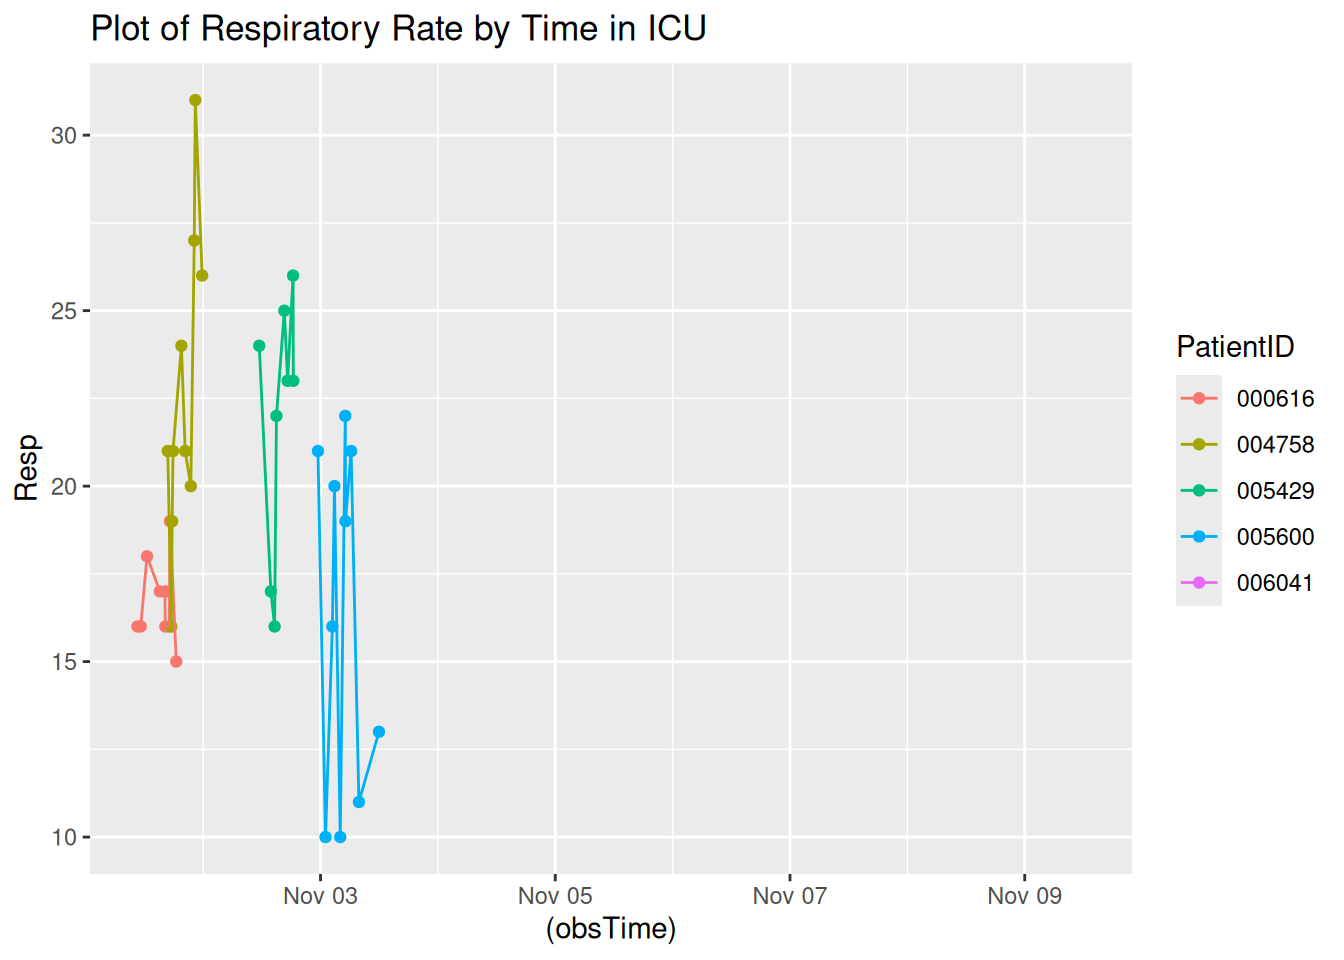 Plot of Respiratory Rate by Time in ICU
30
25
20
15
10
Resp
Nov 03 Nov 05 Nov 07 Nov 09
(obsTime)
PatientID
000616
004758
005429
005600
006041